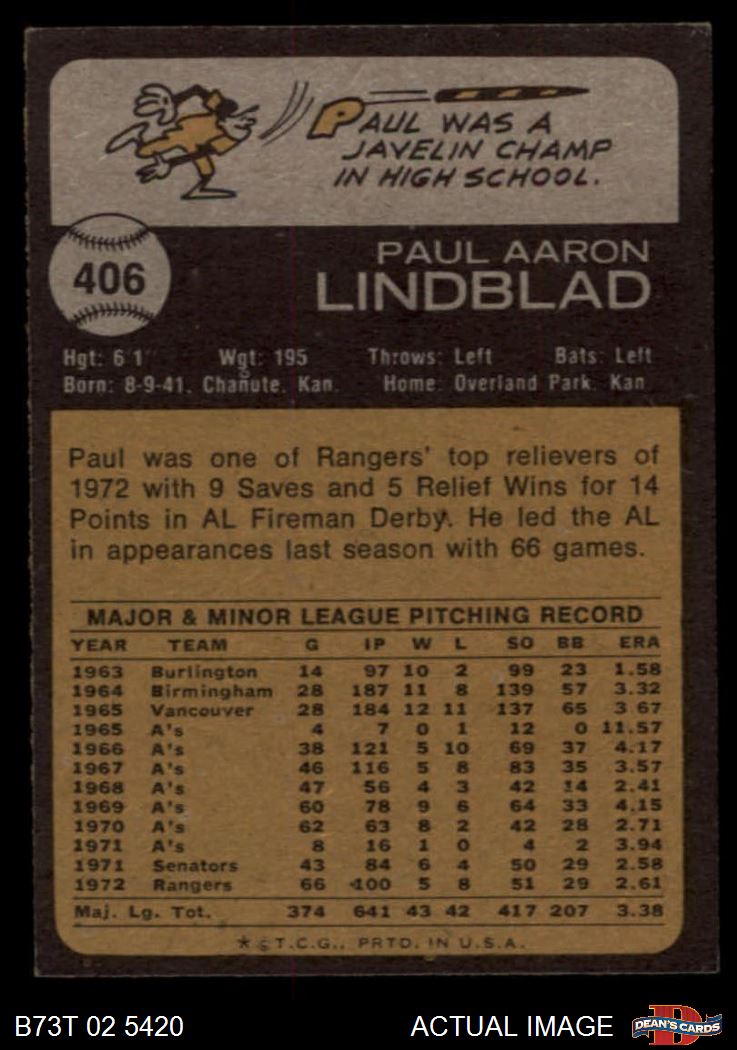 PAUL WAS A
JAVELIN CHAMP
IN HIGH SCHOOL.
406
PAUL AARON
LINDBLAD
Hgt: 6'1" Wgt: 195 Throws: Left Bats: Left
Born: 8-9-41, Chanute, Kan. Home: Overland Park, Kan
Paul was one of Rangers' top relievers of
1972 with 9 Saves and 5 Relief Wins for 14
Points in AL Fireman Derby. He led the AL
in appearances last season with 66 games.
MAJOR & MINOR LEAGUE PITCHING RECORD
YEAR TEAM G IP W L SO BB ERA
1963 Burlington 14 97 10 2 99 23 1.58
1964 Birmingham 28 187 11 8 139 57 3.32
1965 Vancouver 28 184 12 11 137 65 3.67
1965 A's 4 7 0 1 12 0 11.57
1966 A's 38 121 5 10 69 37 4.17
1967 A's 46 116 5 8 83 35 3.57
1968 A's 47 56 4 3 42 14 2.41
1969 A's 60 78 9 6 64 33 4.15
1970 A's 62 63 8 2 42 28 2.71
1971 A's 8 16 1 0 4 2 3.94
1971 Senators 43 84 6 4 50 29 2.58
1972 Rangers 66 100 5 8 51 29 2.61
Maj. Lg. Tot. 374 641 43 42 417 207 3.38
* © T.C.G., PRTD. IN U.S.A.
B73T 02 5420 ACTUAL IMAGE D DEAN'S CARDS